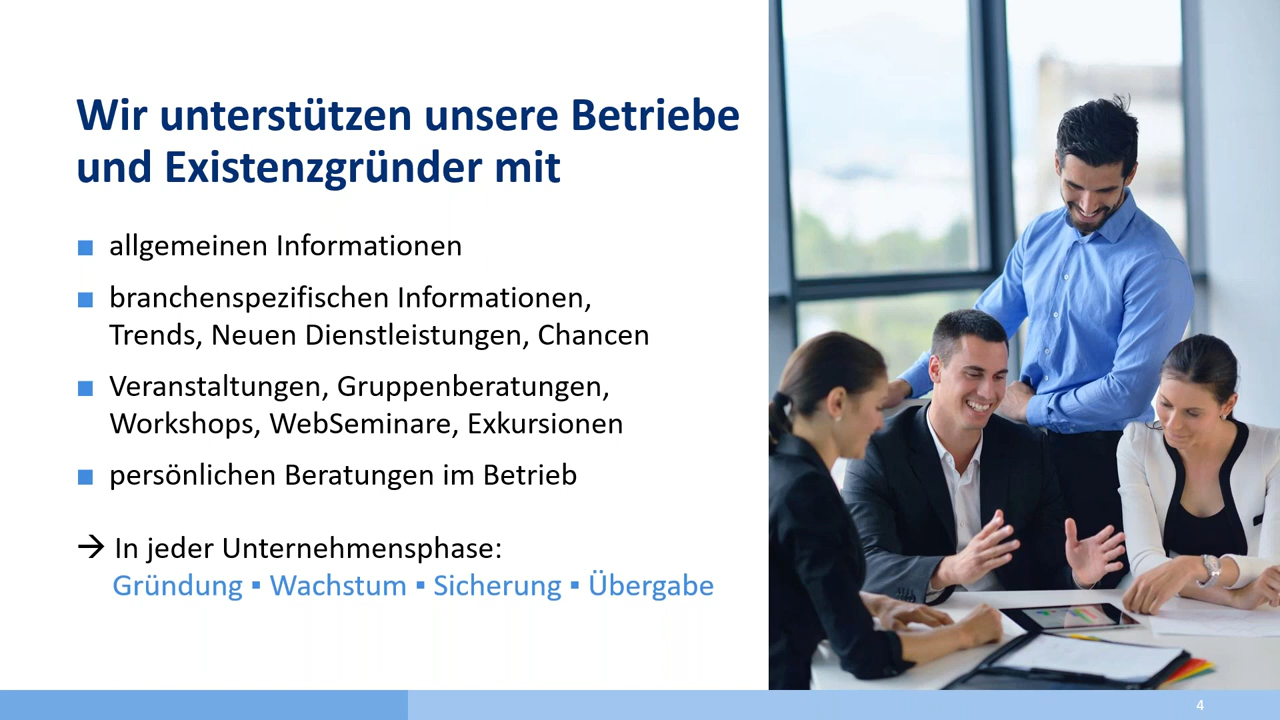 Wir unterstützen unsere Betriebe
und Existenzgründer mit
■ allgemeinen Informationen
■ branchenspezifischen Informationen,
Trends, Neuen Dienstleistungen, Chancen
■ Veranstaltungen, Gruppenberatungen,
Workshops, WebSeminare, Exkursionen
■ persönlichen Beratungen im Betrieb
→ In jeder Unternehmensphase:
Gründung ▪ Wachstum ▪ Sicherung ▪ Übergabe
4